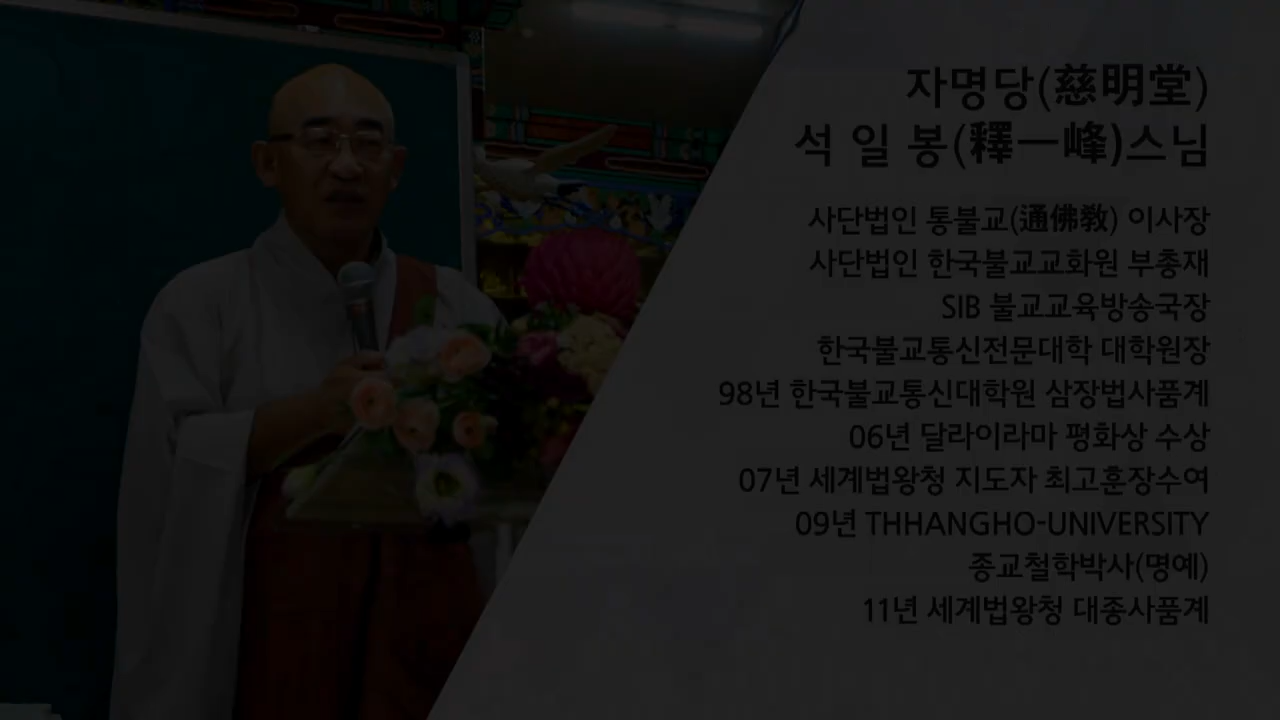 자명당(慈明堂)
석 일 봉(釋一峰)스님
사단법인 통불교(通佛敎) 이사장
사단법인 한국불교교화원 부총재
SIB 불교교육방송국장
한국불교통신전문대학 대학원장
98년 한국불교통신대학원 삼장법사품계
06년 달라이라마 평화상 수상
07년 세계법왕청 지도자 최고훈장수여
09년 THHANGHO-UNIVERSITY
종교철학박사(명예)
11년 세계법왕청 대종사품계